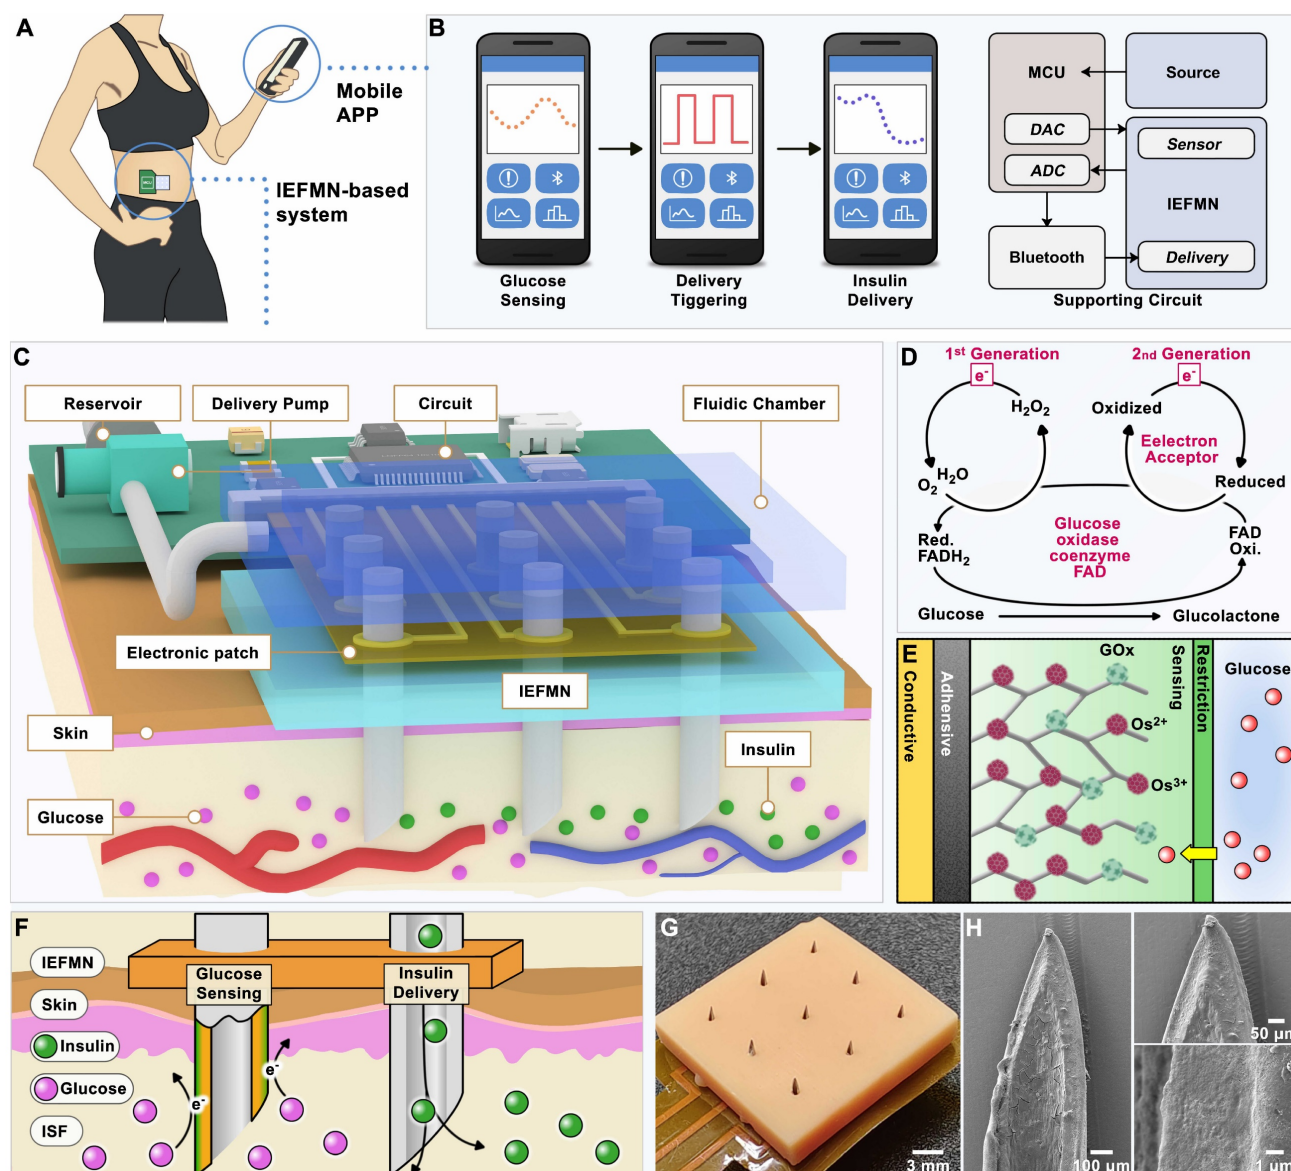 A
Mobile
APP
IEFMN-based
system
B
Glucose
Sensing
Delivery
Tiggering
Insulin
Delivery
MCU
Source
DAC
ADC
Sensor
IEFMN
Bluetooth
Delivery
Supporting Circuit
C
Reservoir
Delivery Pump
Circuit
Fluidic Chamber
Electronic patch
IEFMN
Skin
Insulin
Glucose
D
1st Generation
2nd Generation
e-
e-
H2O2
Oxidized
Eelectron
Acceptor
O2
H2O
Reduced
Red.
FADH2
Glucose
oxidase
coenzyme
FAD
FAD
Oxi.
Glucose
Glucolactone
E
Conductive
Adhensive
GOx
Os2+
Os3+
Sensing
Restriction
Glucose
F
IEFMN
Skin
Insulin
Glucose
ISF
Glucose
Sensing
Insulin
Delivery
e-
e-
G
3 mm
H
100 µm
50 µm
1 µm